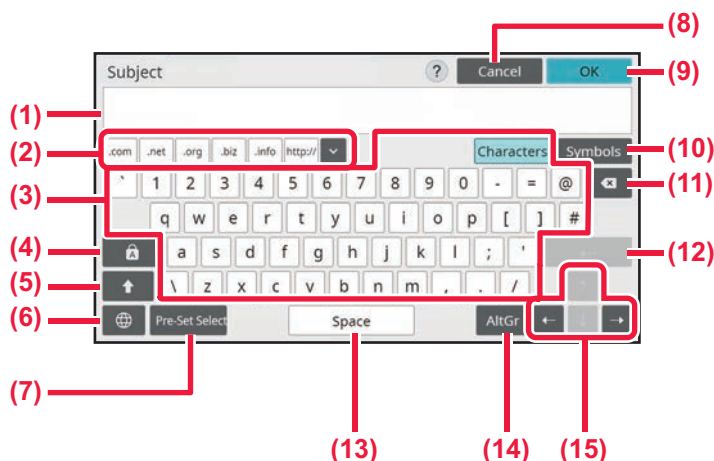 (8)
Subject ? Cancel OK (9)
(1)
(2) .com .net .org .biz .info http:// Characters Symbols (10)
(3) ` 1 2 3 4 5 6 7 8 9 0 - = @ (11)
q w e r t y u i o p [ ] #
(4) A a s d f g h j k l ; ' (12)
(5) \ z x c v b n m , . /
(6) Pre-Set Select Space AltGr ← ↓ →
(7)
(13) (14) (15)